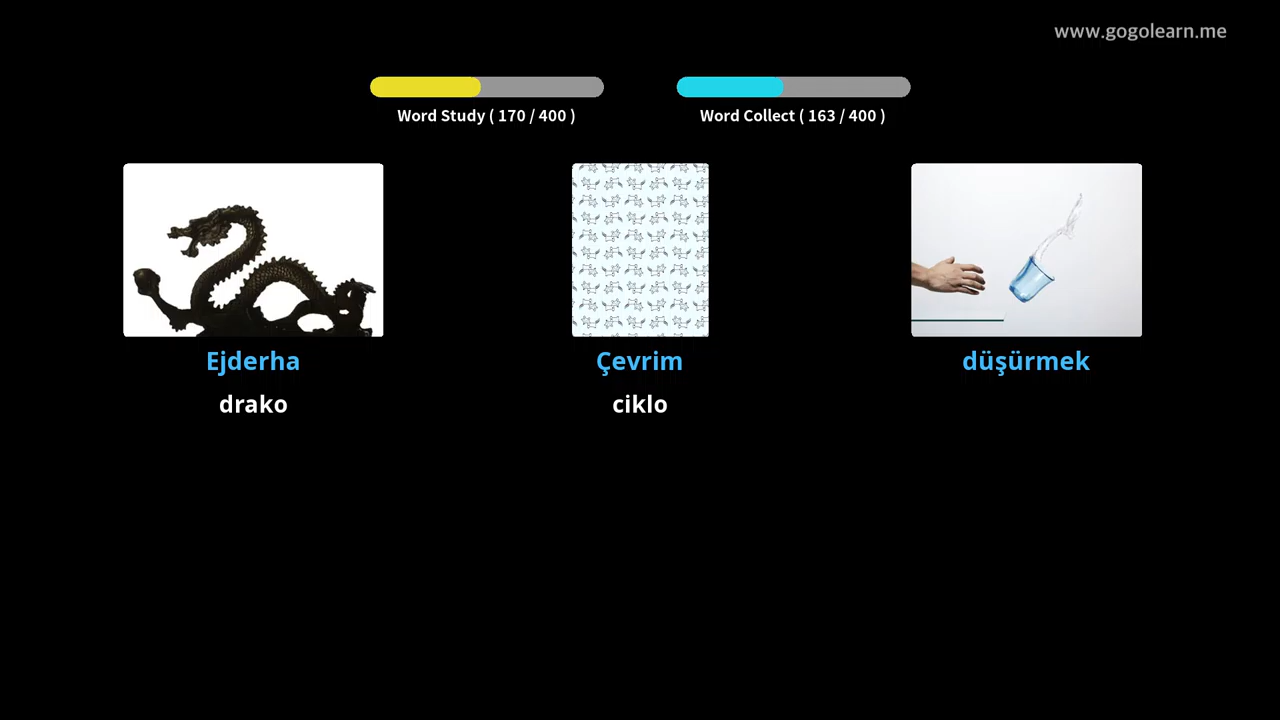 www.gogolearn.me
Word Study ( 170 / 400 )
Word Collect ( 163 / 400 )
Ejderha
Çevrim
düşürmek
drako
ciklo